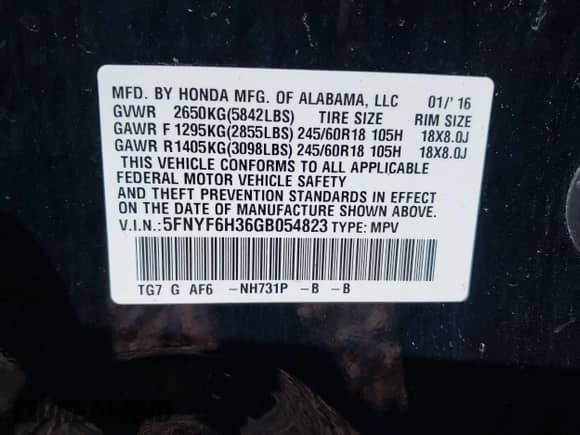 MFD. BY HONDA MFG. OF ALABAMA, LLC 01/'16
GVWR 2650KG(5842LBS) TIRE SIZE RIM SIZE
GAWR F 1295KG(2855LBS) 245/60R18 105H 18X8.0J
GAWR R1405KG(3098LBS) 245/60R18 105H 18X8.0J
THIS VEHICLE CONFORMS TO ALL APPLICABLE
FEDERAL MOTOR VEHICLE SAFETY
AND THEFT PREVENTION STANDARDS IN EFFECT
ON THE DATE OF MANUFACTURE SHOWN ABOVE.
V.I.N.: 5FNYF6H36GB054823 TYPE: MPV
TG7 G AF6 -NH731P -B -B